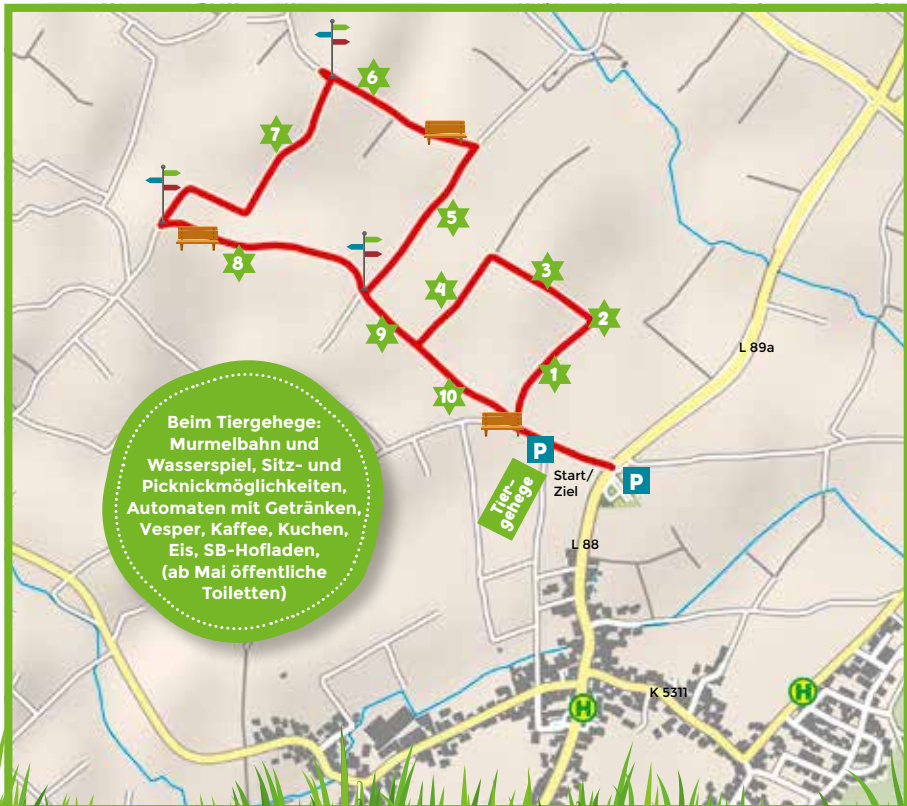 6
7
5
8
4
3
2
9
1
L 89a
10
Beim Tiergehege:
Murmelbahn und
Wasserspiel, Sitz- und
Picknickmöglichkeiten,
Automaten mit Getränken,
Vesper, Kaffee, Kuchen,
Eis, SB-Hofladen,
(ab Mai öffentliche
Toiletten)
P
Start/
Ziel
P
Tier-
gehege
L 88
K 5311
H
H